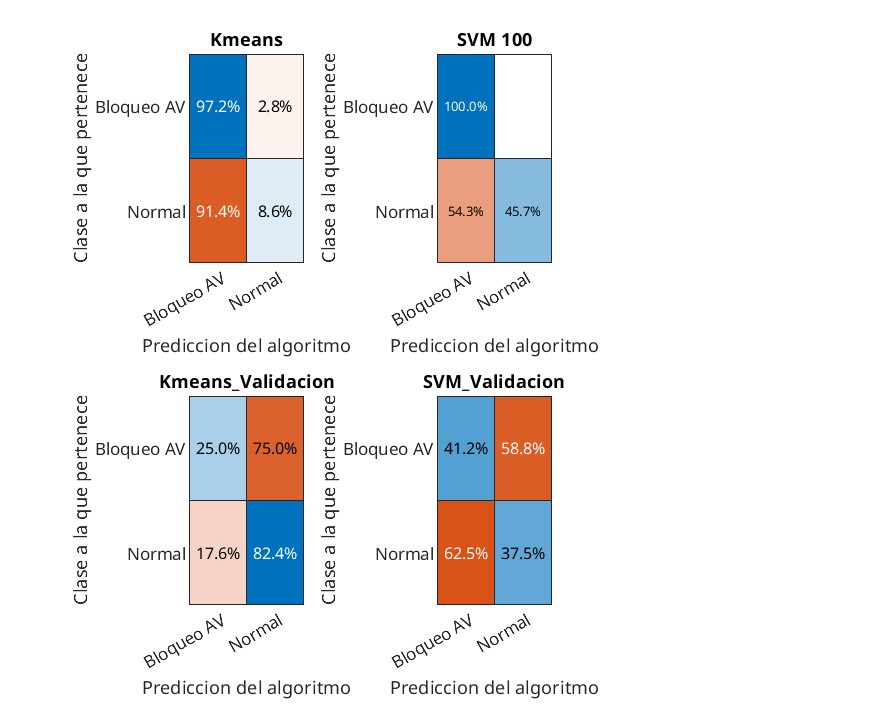 Kmeans
Clase a la que pertenece
Bloqueo AV
97.2%
2.8%
Normal
91.4%
8.6%
Bloqueo AV
Normal
Prediccion del algoritmo
SVM 100
Clase a la que pertenece
Bloqueo AV
100.0%
Normal
54.3%
45.7%
Bloqueo AV
Normal
Prediccion del algoritmo
Kmeans_Validacion
Clase a la que pertenece
Bloqueo AV
25.0%
75.0%
Normal
17.6%
82.4%
Bloqueo AV
Normal
Prediccion del algoritmo
SVM_Validacion
Clase a la que pertenece
Bloqueo AV
41.2%
58.8%
Normal
62.5%
37.5%
Bloqueo AV
Normal
Prediccion del algoritmo